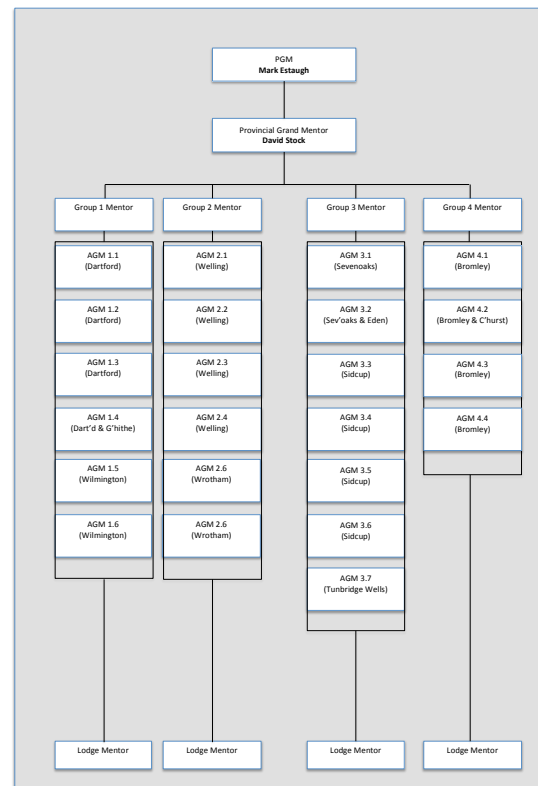 PGM
Mark Estaugh
Provincial Grand Mentor
David Stock
Group 1 Mentor
Group 2 Mentor
Group 3 Mentor
Group 4 Mentor
AGM 1.1
(Dartford)
AGM 1.2
(Dartford)
AGM 1.3
(Dartford)
AGM 1.4
(Dart'd & G'hithe)
AGM 1.5
(Wilmington)
AGM 1.6
(Wilmington)
AGM 2.1
(Welling)
AGM 2.2
(Welling)
AGM 2.3
(Welling)
AGM 2.4
(Welling)
AGM 2.6
(Wrotham)
AGM 2.6
(Wrotham)
AGM 3.1
(Sevenoaks)
AGM 3.2
(Sev'oaks & Eden)
AGM 3.3
(Sidcup)
AGM 3.4
(Sidcup)
AGM 3.5
(Sidcup)
AGM 3.6
(Sidcup)
AGM 3.7
(Tunbridge Wells)
AGM 4.1
(Bromley)
AGM 4.2
(Bromley & C'hurst)
AGM 4.3
(Bromley)
AGM 4.4
(Bromley)
Lodge Mentor
Lodge Mentor
Lodge Mentor
Lodge Mentor